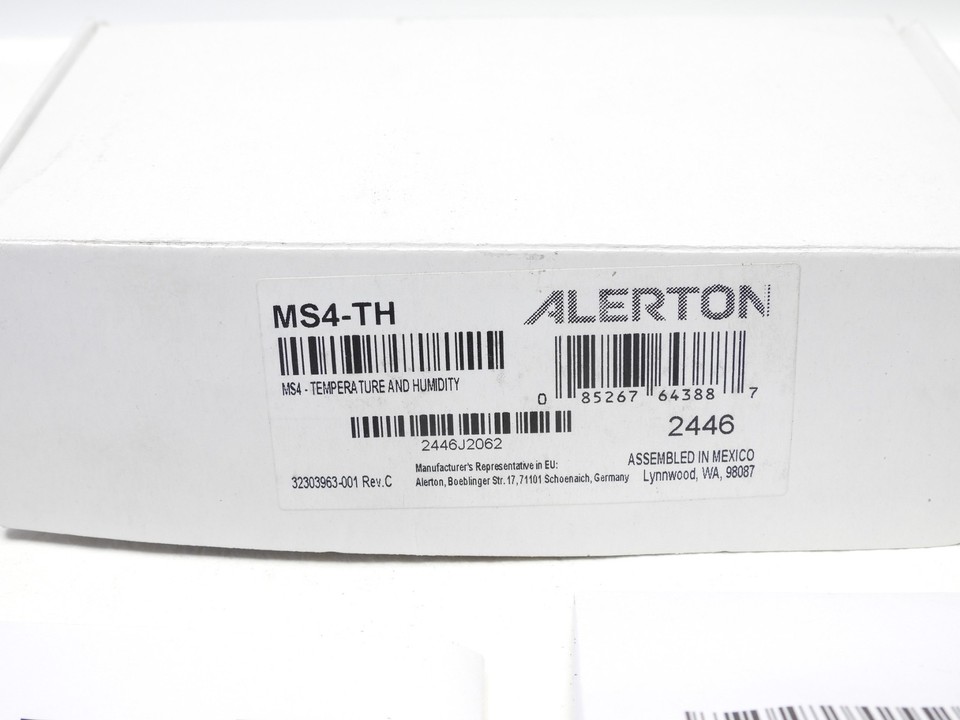 MS4-TH
ALERTON
MS4 - TEMPERATURE AND HUMIDITY
0 85267 64388 7
2446J2062
2446
32303963-001 Rev.C
Manufacturer's Representative in EU:
Alerton, Boeblinger Str. 17, 71101 Schoenaich, Germany
ASSEMBLED IN MEXICO
Lynnwood, WA, 98087